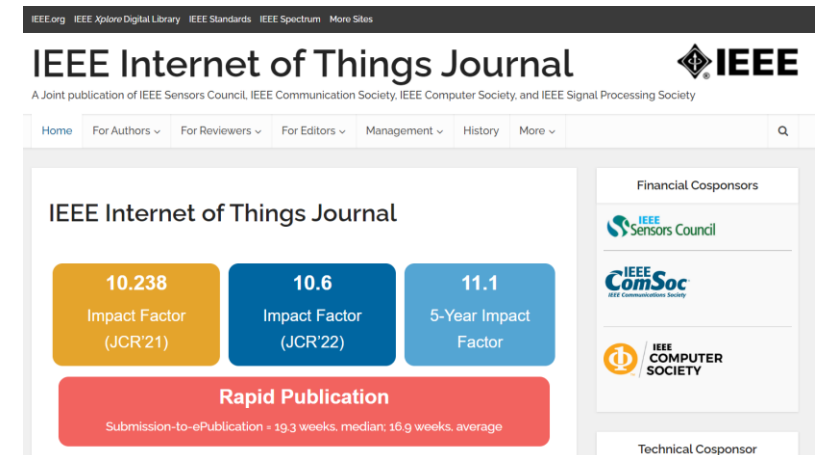 IEEE.org IEEE Xplore Digital Library IEEE Standards IEEE Spectrum More Sites
IEEE Internet of Things Journal
IEEE
A Joint publication of IEEE Sensors Council, IEEE Communication Society, IEEE Computer Society, and IEEE Signal Processing Society
Home For Authors For Reviewers For Editors Management History More
IEEE Internet of Things Journal
10.238
Impact Factor
(JCR'21)
10.6
Impact Factor
(JCR'22)
11.1
5-Year Impact
Factor
Rapid Publication
Submission-to-ePublication = 19.3 weeks, median; 16.9 weeks, average
Financial Cosponsors
IEEE
Sensors Council
IEEE
ComSoc
IEEE Communications Society
IEEE
COMPUTER
SOCIETY
Technical Cosponsor